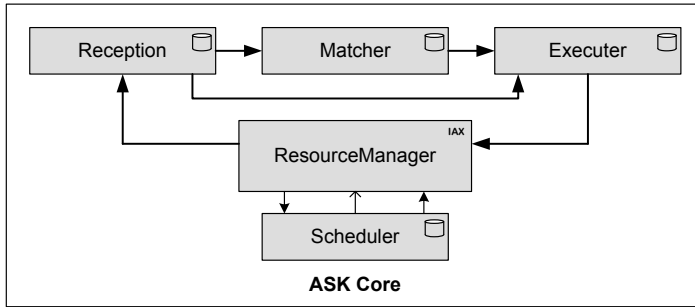 Reception
Matcher
Executer
IAX
ResourceManager
Scheduler
ASK Core